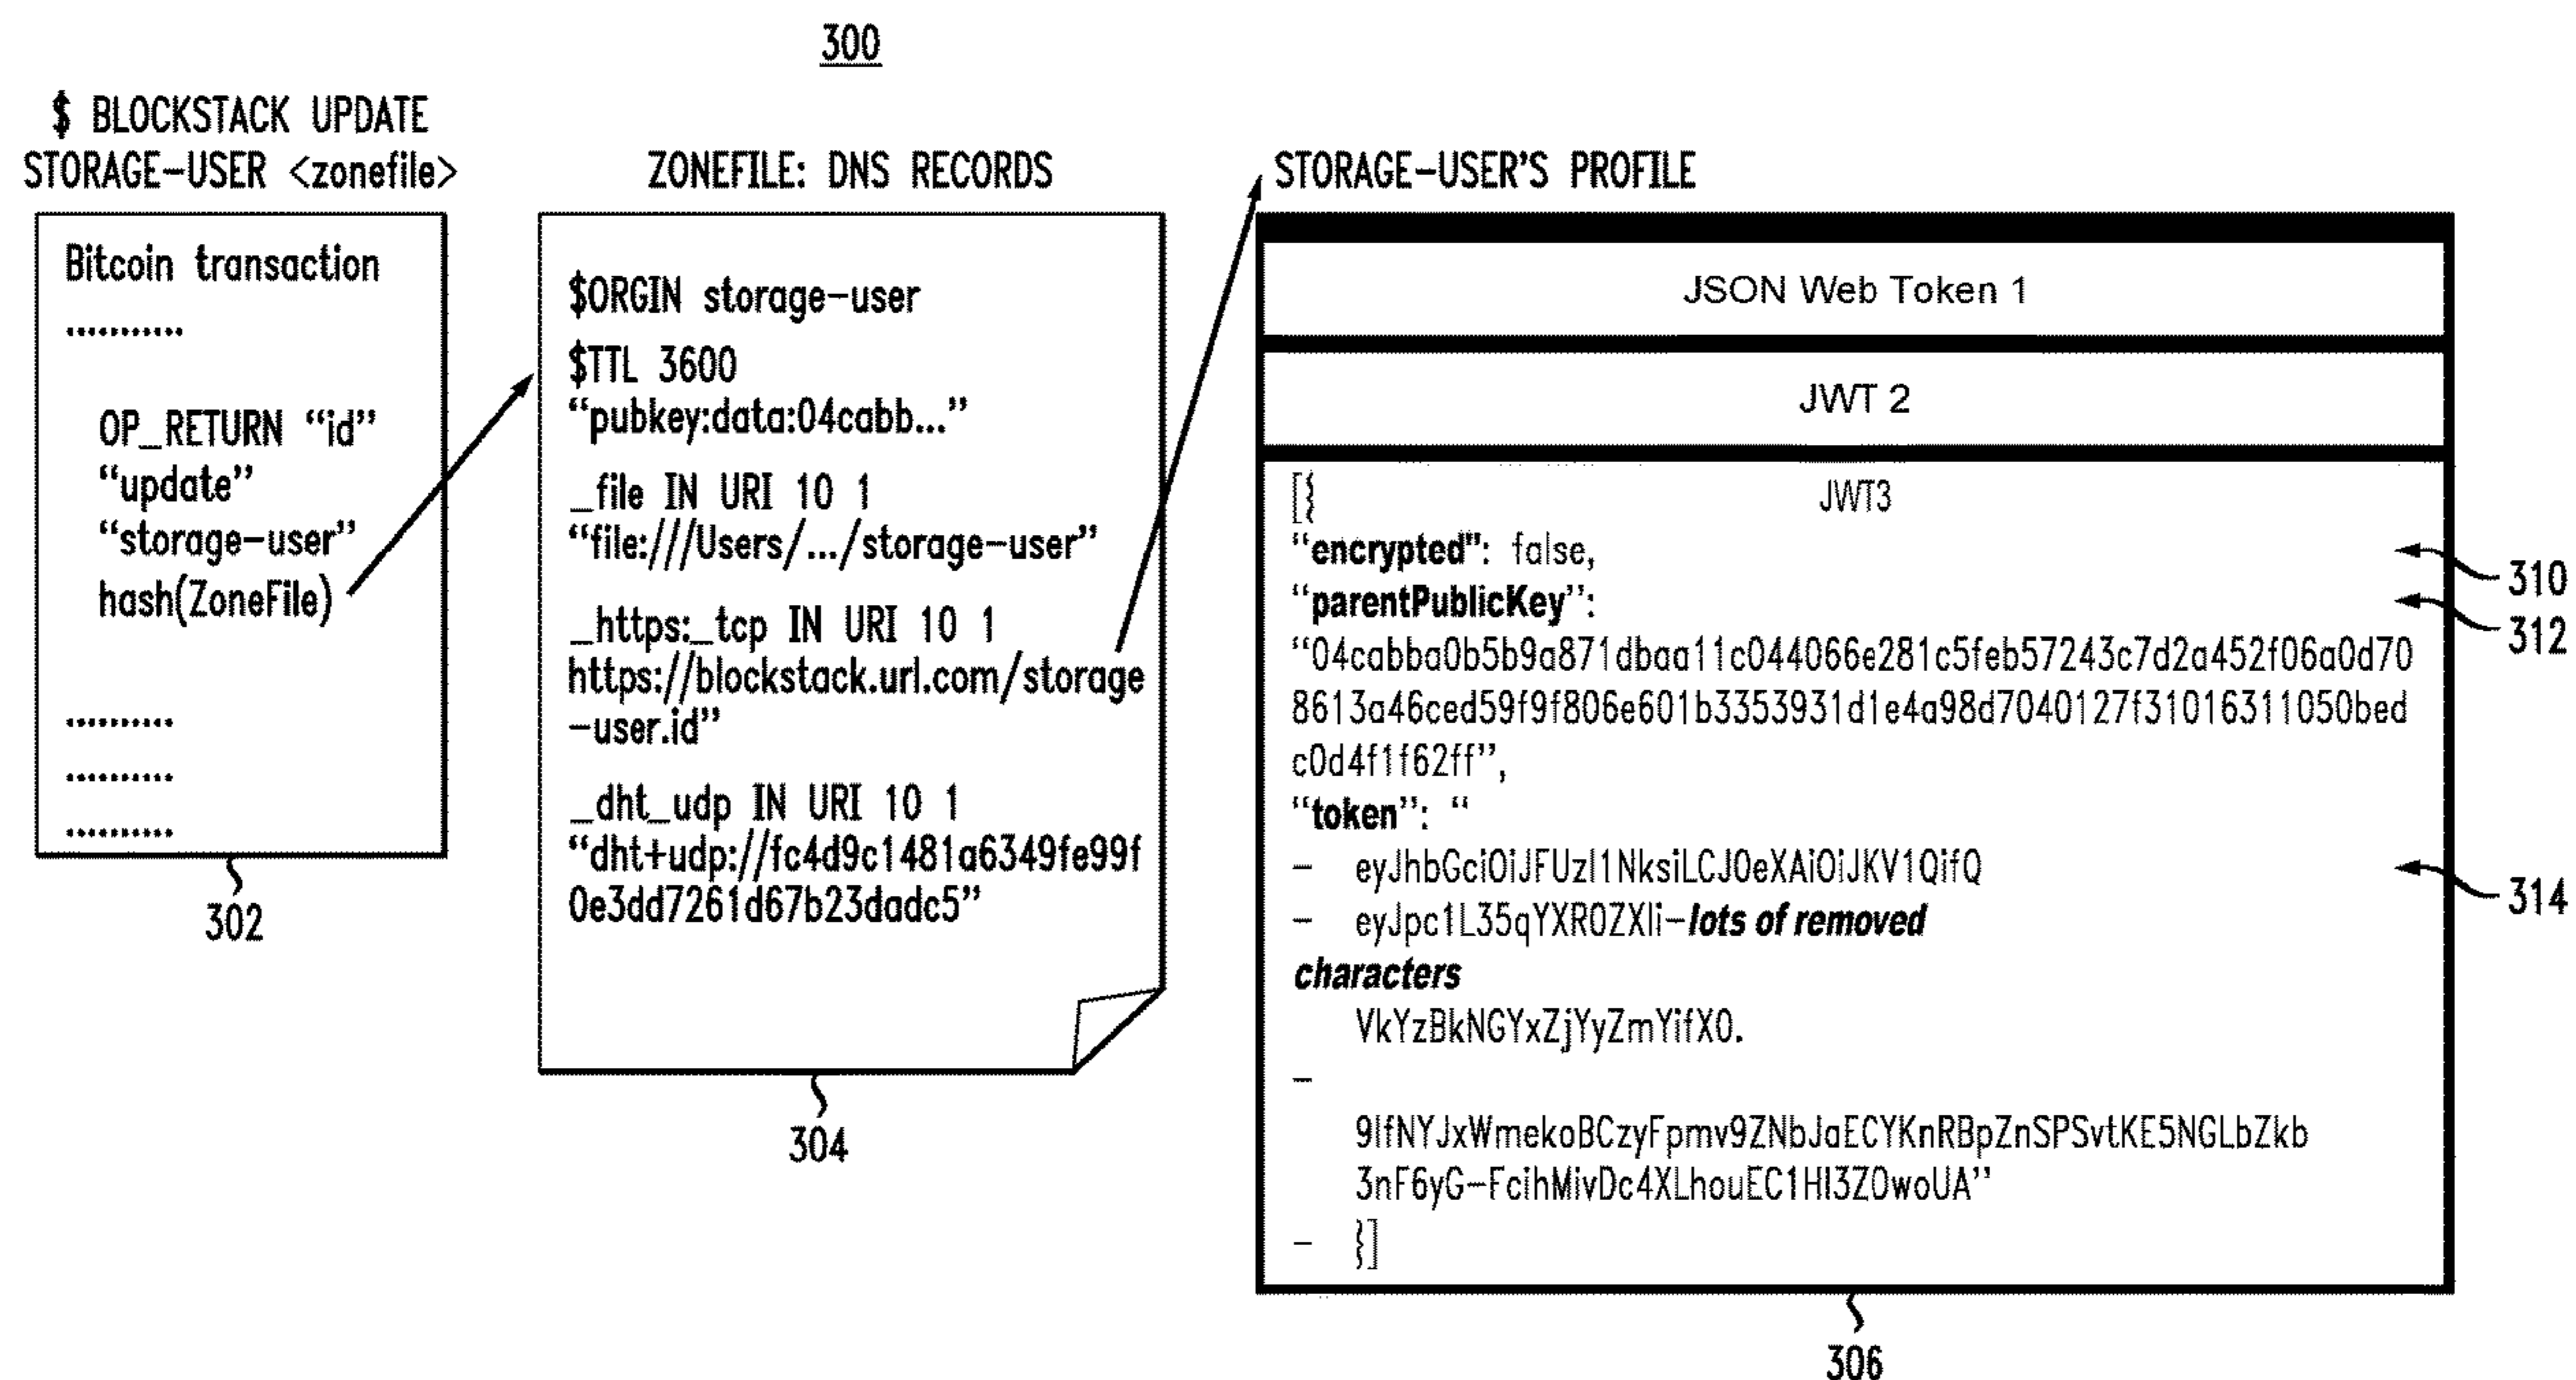 300
$ BLOCKSTACK UPDATE
STORAGE-USER <zonefile>
Bitcoin transaction
...........
OP_RETURN “id”
“update”
“storage-user”
hash(ZoneFile)
..........
..........
..........
302
ZONEFILE: DNS RECORDS
$ORGIN storage-user
$TTL 3600
“pubkey:data:04cabb...”
_file IN URI 10 1
“file:///Users/.../storage-user”
_https:_tcp IN URI 10 1
https://blockstack.url.com/storage
-user.id”
_dht_udp IN URI 10 1
“dht+udp://fc4d9c1481a6349fe99f
0e3dd7261d67b23dadc5”
304
STORAGE-USER’S PROFILE
JSON Web Token 1
JWT 2
[{
JWT3
“encrypted": false,
310
“parentPublicKey”:
312
“04cabba0b5b9a871dbaa11c044066e281c5feb57243c7d2a452f06a0d70
8613a46ced59f9f806e601b3353931d1e4a98d7040127f31016311050bed
c0d4f1f62ff”,
“token”: “
- eyJhbGciOiJFUzI1NksiLCJ0eXAiOiJKV1QifQ
314
- eyJpc1L35qYXR0ZXIi-lots of removed
characters
VkYzBkNGYxZjYyZmYifX0.
-
9lfNYJxWmekoBCzyFpmv9ZNbJaECYKnRBpZnSPSvtKE5NGLbZkb
3nF6yG-FcihMivDc4XLhouEC1HI3Z0woUA”
- }]
306